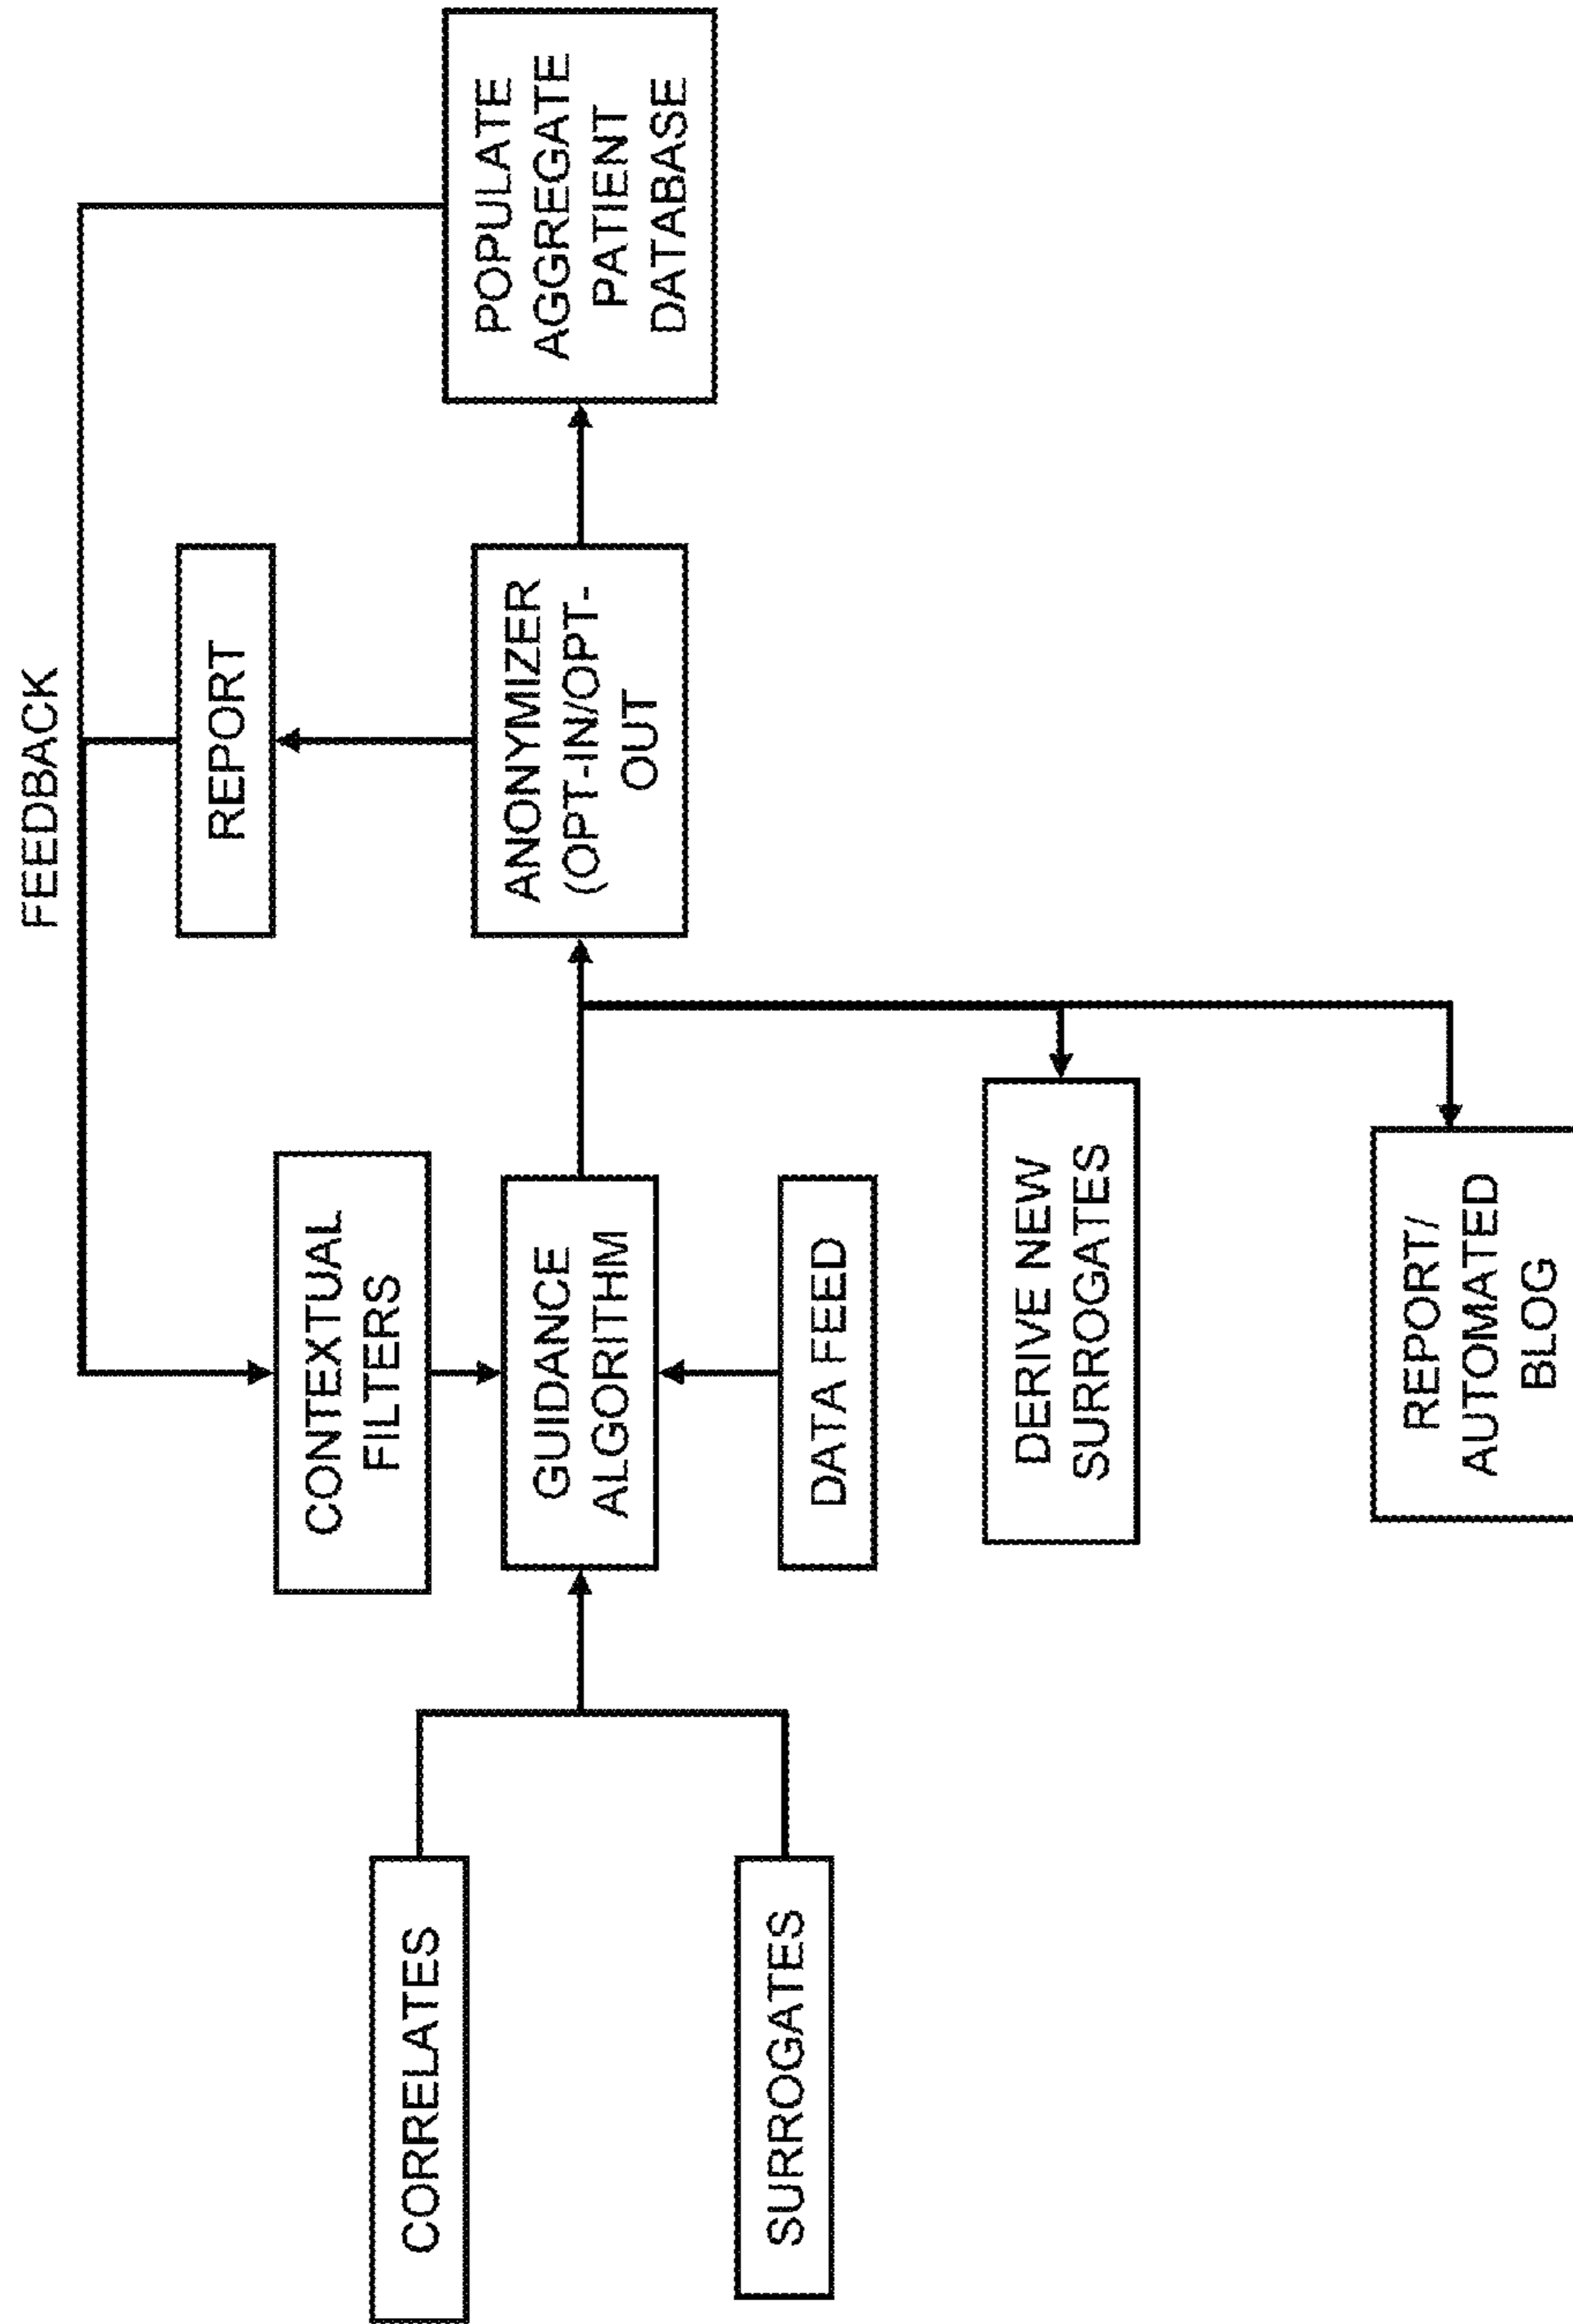 FEEDBACK
CORRELATES
SURROGATES
CONTEXTUAL
FILTERS
GUIDANCE
ALGORITHM
DATA FEED
DERIVE NEW
SURROGATES
REPORT/
AUTOMATED
BLOG
REPORT
ANONYMIZER
(OPT-IN/OPT-
OUT
POPULATE
AGGREGATE
PATIENT
DATABASE